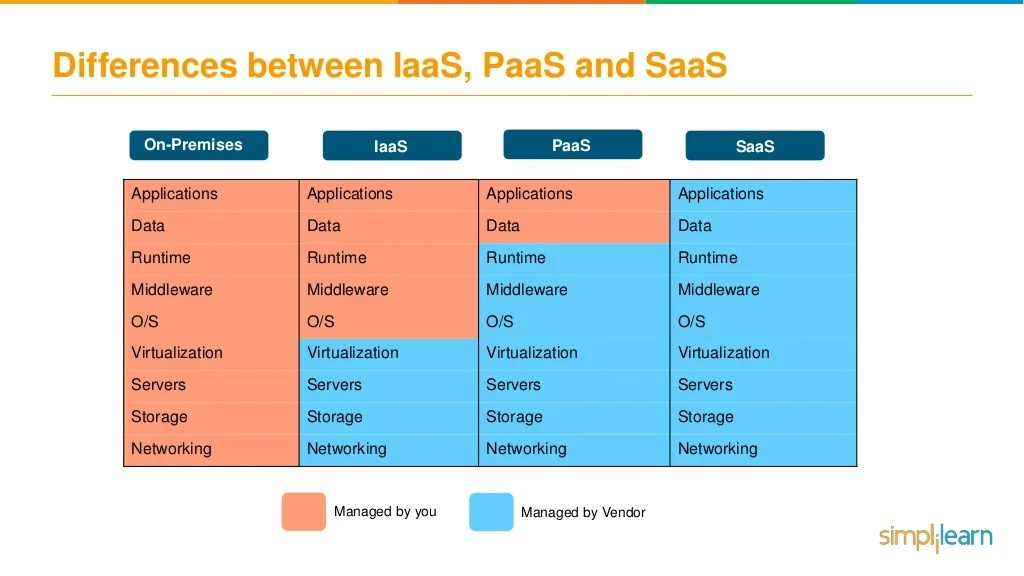 Differences between IaaS, PaaS and SaaS
On-Premises IaaS PaaS SaaS
Applications Applications Applications Applications
Data Data Data Data
Runtime Runtime Runtime Runtime
Middleware Middleware Middleware Middleware
O/S O/S O/S O/S
Virtualization Virtualization Virtualization Virtualization
Servers Servers Servers Servers
Storage Storage Storage Storage
Networking Networking Networking Networking
Managed by you Managed by Vendor
simplilearn